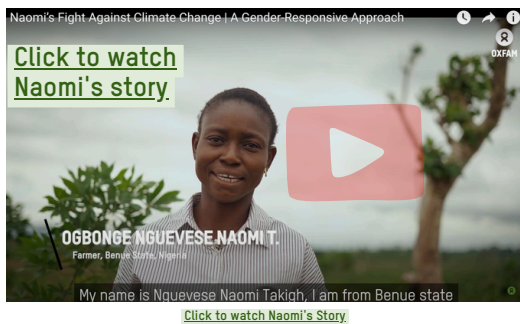 Naomi's Fight Against Climate Change | A Gender-Responsive Approach
OXFAM
Click to watch
Naomi's story
OGBONGE NGUEVESE NAOMI T.
Farmer, Benue State, Nigeria
My name is Nguevese Naomi Takigh, I am from Benue state
Click to watch Naomi's Story